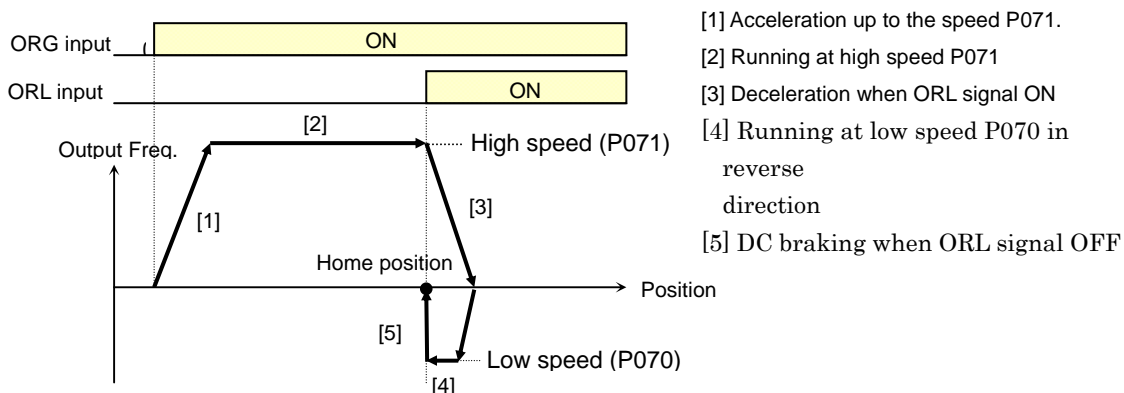 ORG input
ON
ORL input
ON
[2]
High speed (P071)
Output Freq.
[1]
[3]
Home position
Position
[5]
Low speed (P070)
[4]
[1] Acceleration up to the speed P071.
[2] Running at high speed P071
[3] Deceleration when ORL signal ON
[4] Running at low speed P070 in
reverse
direction
[5] DC braking when ORL signal OFF